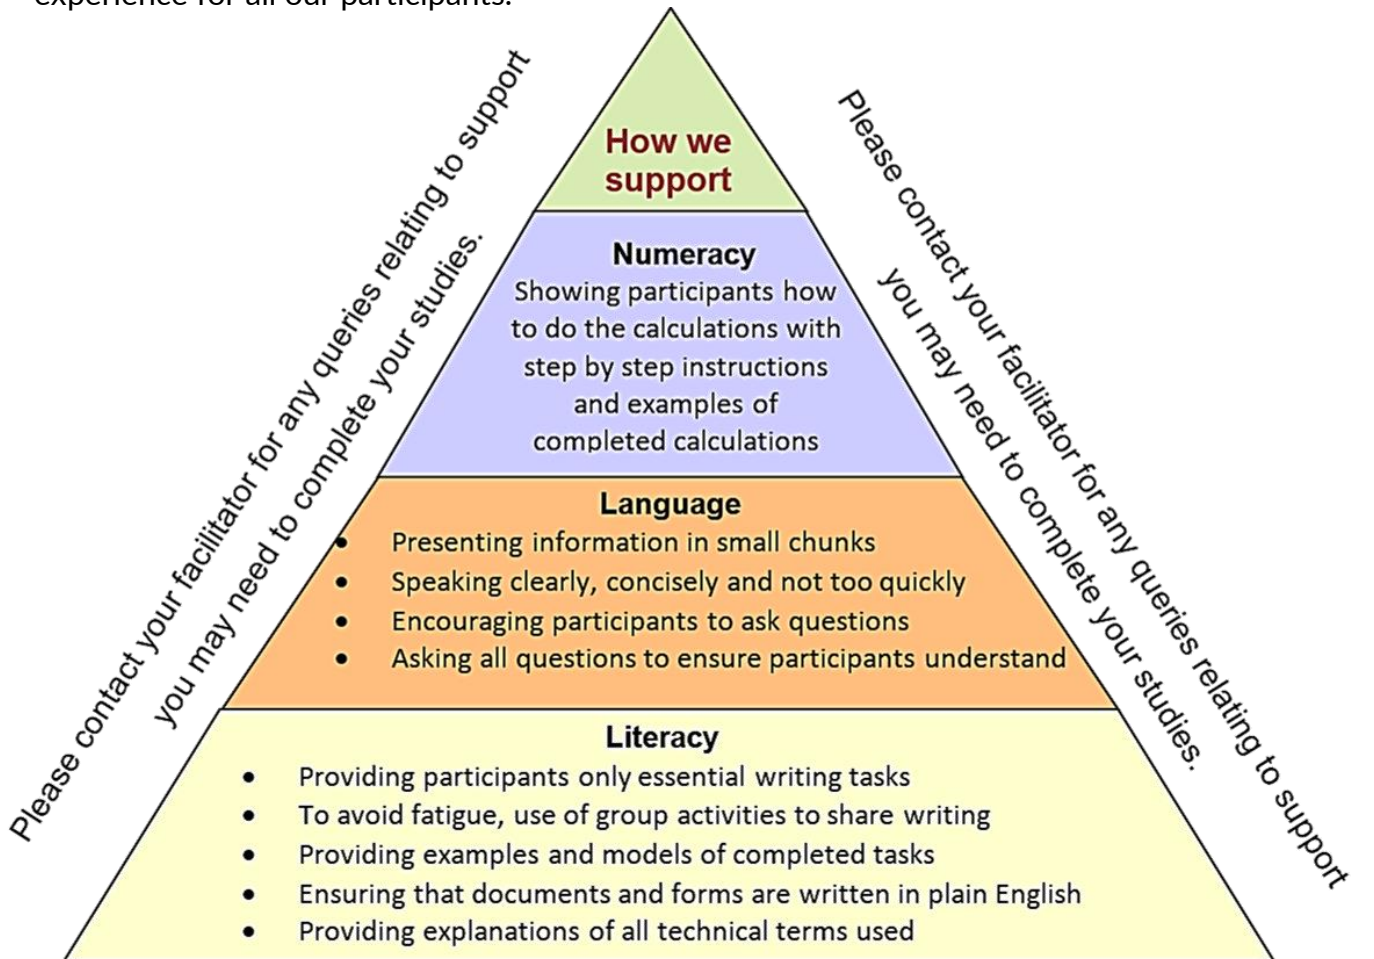 experience for all our participants.
How we
support
Numeracy
Showing participants how
to do the calculations with
step by step instructions
and examples of
completed calculations
Language
• Presenting information in small chunks
• Speaking clearly, concisely and not too quickly
• Encouraging participants to ask questions
• Asking all questions to ensure participants understand
Literacy
• Providing participants only essential writing tasks
• To avoid fatigue, use of group activities to share writing
• Providing examples and models of completed tasks
• Ensuring that documents and forms are written in plain English
• Providing explanations of all technical terms used
Please contact your facilitator for any queries relating to support
you may need to complete your studies.
Please contact your facilitator for any queries relating to support
you may need to complete your studies.